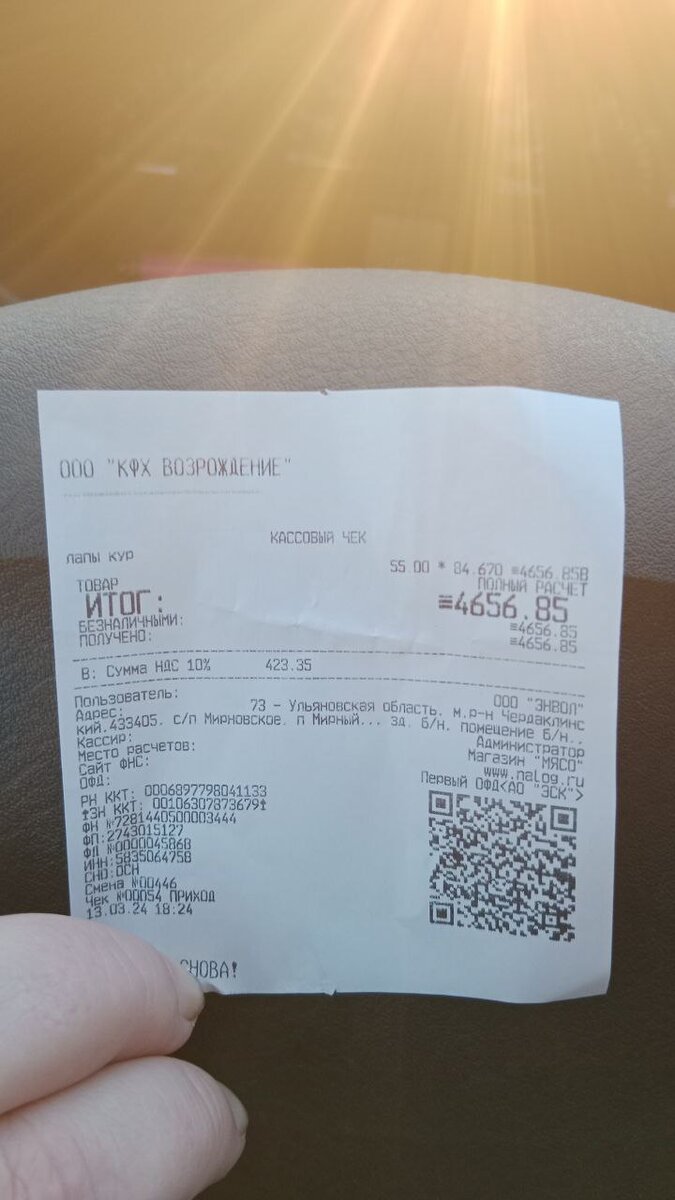 ООО "КФХ ВОЗРОЖДЕНИЕ"
КАССОВЫЙ ЧЕК
лапы кур
55 00 * 84.670 ≡4656.85В
ТОВАР ПОЛНЫЙ РАСЧЕТ
ИТОГ: ≡4656.85
БЕЗНАЛИЧНЫМИ: ≡4656.85
ПОЛУЧЕНО: ≡4656.85
В: Сумма НДС 10% 423.35
Пользователь: ООО "ЭНВОЛ"
Адрес: 73 - Ульяновская область, м.р-н Чердаклинс
кий,433405, с/п Мирновское, п Мирный... зд. б/н, помещение б/н.,
Кассир: Администратор
Место расчетов: Магазин "МЯСО"
Сайт ФНС: www.nalog.ru
ОФД: Первый ОФД<АО "ЭСК">
РН ККТ: 0006897798041133
ЗН ККТ: 00106307873679
ФН №7281440500003444
ФП:2743015127
ФД №0000045868
ИНН:5835064758
СНО:ОСН
Смена №00446
Чек №00054 ПРИХОД
13.03.24 18:24
СНОВА!